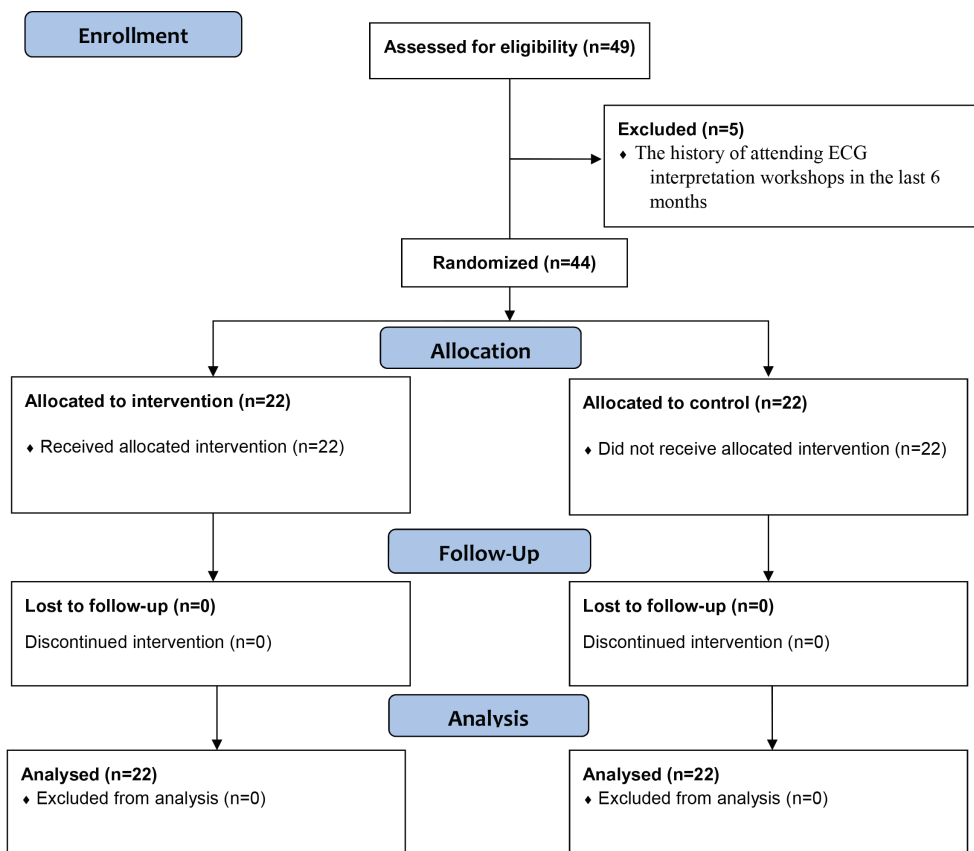 Enrollment
Assessed for eligibility (n=49)
Excluded (n=5)
♦ The history of attending ECG
interpretation workshops in the last 6
months
Randomized (n=44)
Allocation
Allocated to intervention (n=22)
♦ Received allocated intervention (n=22)
Allocated to control (n=22)
♦ Did not receive allocated intervention (n=22)
Follow-Up
Lost to follow-up (n=0)
Discontinued intervention (n=0)
Lost to follow-up (n=0)
Discontinued intervention (n=0)
Analysis
Analysed (n=22)
♦ Excluded from analysis (n=0)
Analysed (n=22)
♦ Excluded from analysis (n=0)